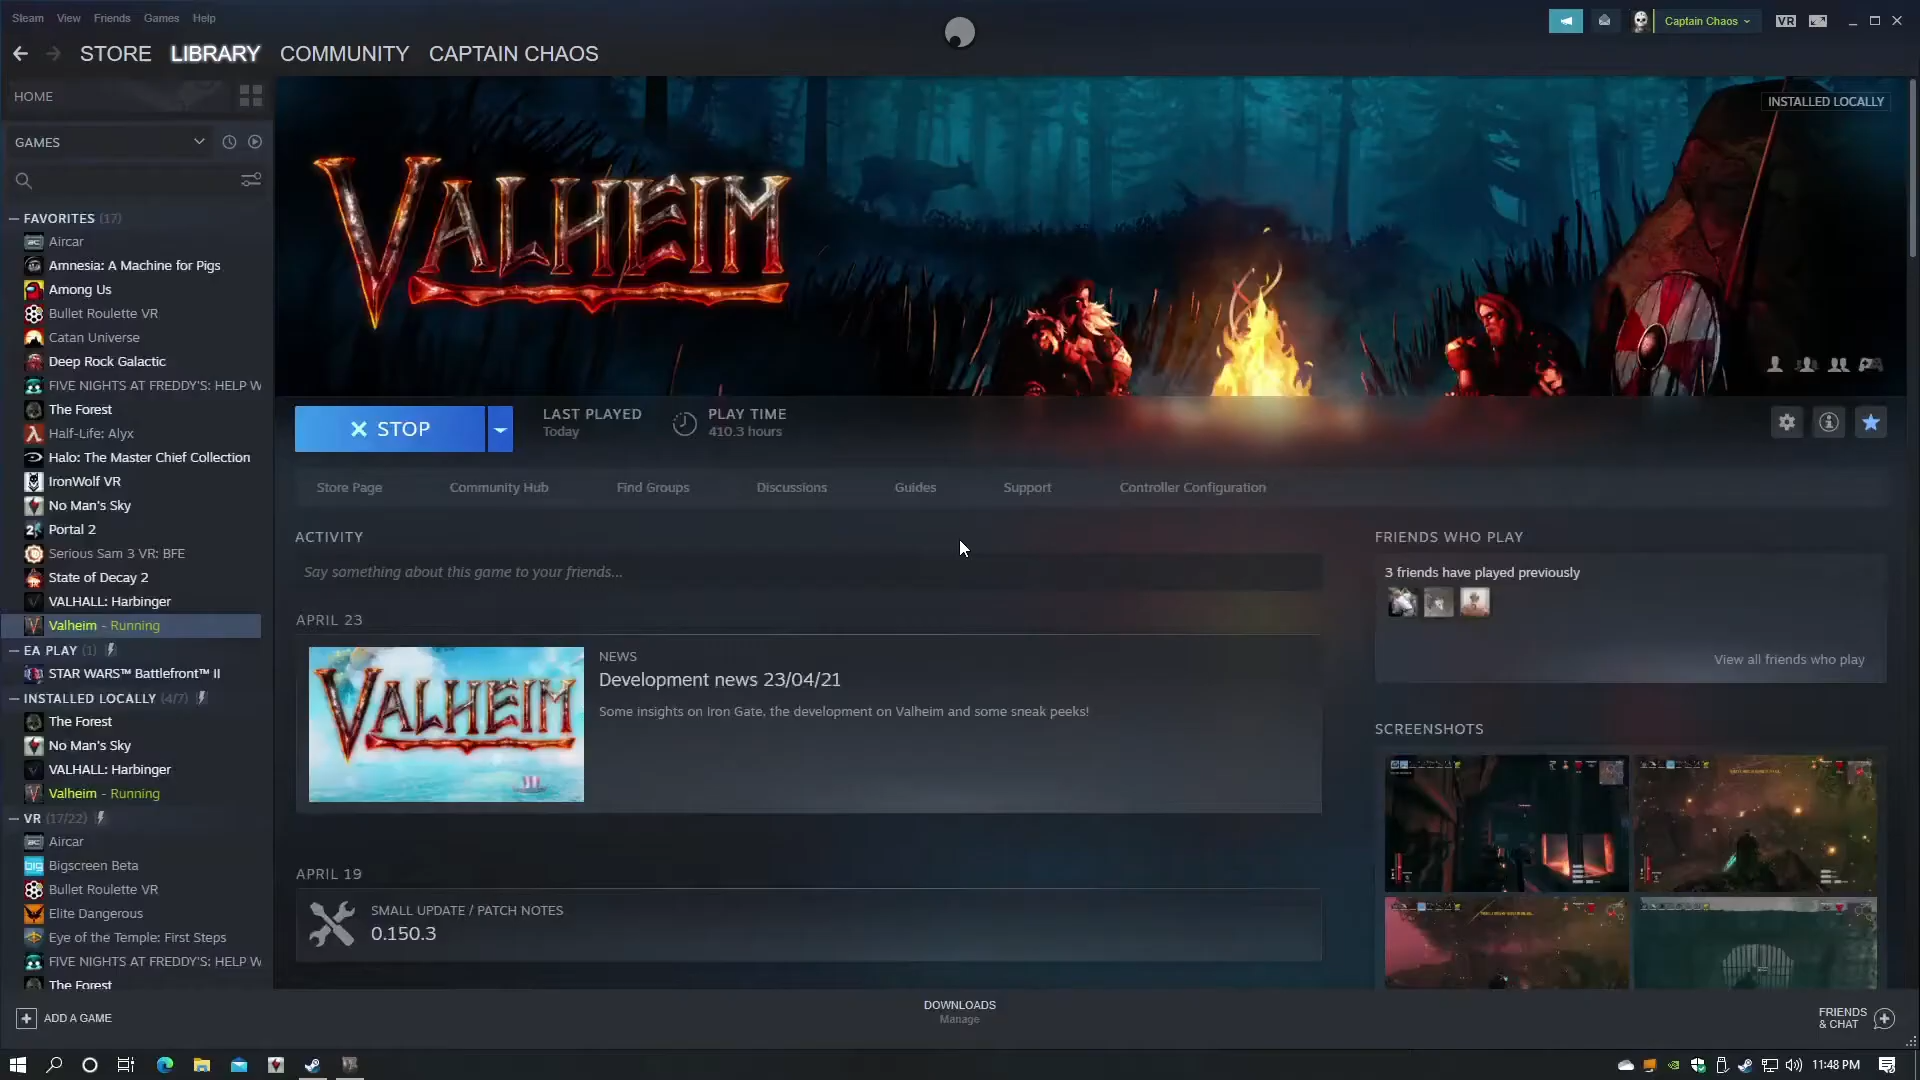 Steam View Friends Games Help
Captain Chaos
VR
STORE LIBRARY COMMUNITY CAPTAIN CHAOS
HOME
INSTALLED LOCALLY
GAMES
VALHEIM
— FAVORITES (17)
Aircar
Amnesia: A Machine for Pigs
Among Us
Bullet Roulette VR
Catan Universe
Deep Rock Galactic
FIVE NIGHTS AT FREDDY'S: HELP W
The Forest
Half-Life: Alyx
Halo: The Master Chief Collection
IronWolf VR
No Man's Sky
Portal 2
Serious Sam 3 VR: BFE
State of Decay 2
VALHALL: Harbinger
Valheim - Running
— EA PLAY (1)
STAR WARS™ Battlefront™ II
— INSTALLED LOCALLY (4/7)
The Forest
No Man's Sky
VALHALL: Harbinger
Valheim - Running
— VR (17/22)
Aircar
Bigscreen Beta
Bullet Roulette VR
Elite Dangerous
Eye of the Temple: First Steps
FIVE NIGHTS AT FREDDY'S: HELP W
The Forest
STOP
LAST PLAYED
Today
PLAY TIME
410.3 hours
Store Page Community Hub Find Groups Discussions Guides Support Controller Configuration
ACTIVITY
Say something about this game to your friends...
APRIL 23
VALHEIM
NEWS
Development news 23/04/21
Some insights on Iron Gate, the development on Valheim and some sneak peeks!
APRIL 19
SMALL UPDATE / PATCH NOTES
0.150.3
FRIENDS WHO PLAY
3 friends have played previously
View all friends who play
SCREENSHOTS
ADD A GAME
DOWNLOADS
Manage
FRIENDS
& CHAT
11:48 PM